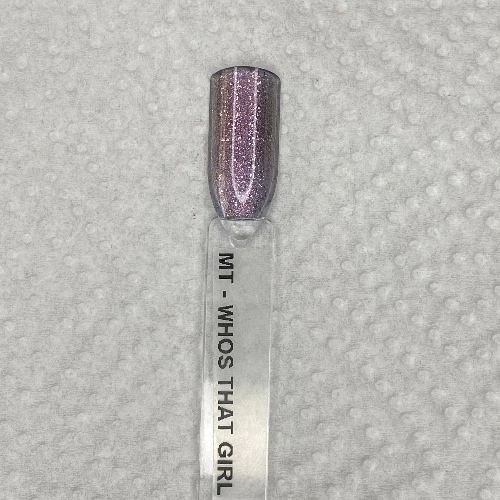 MT - WHOS THAT GIRL